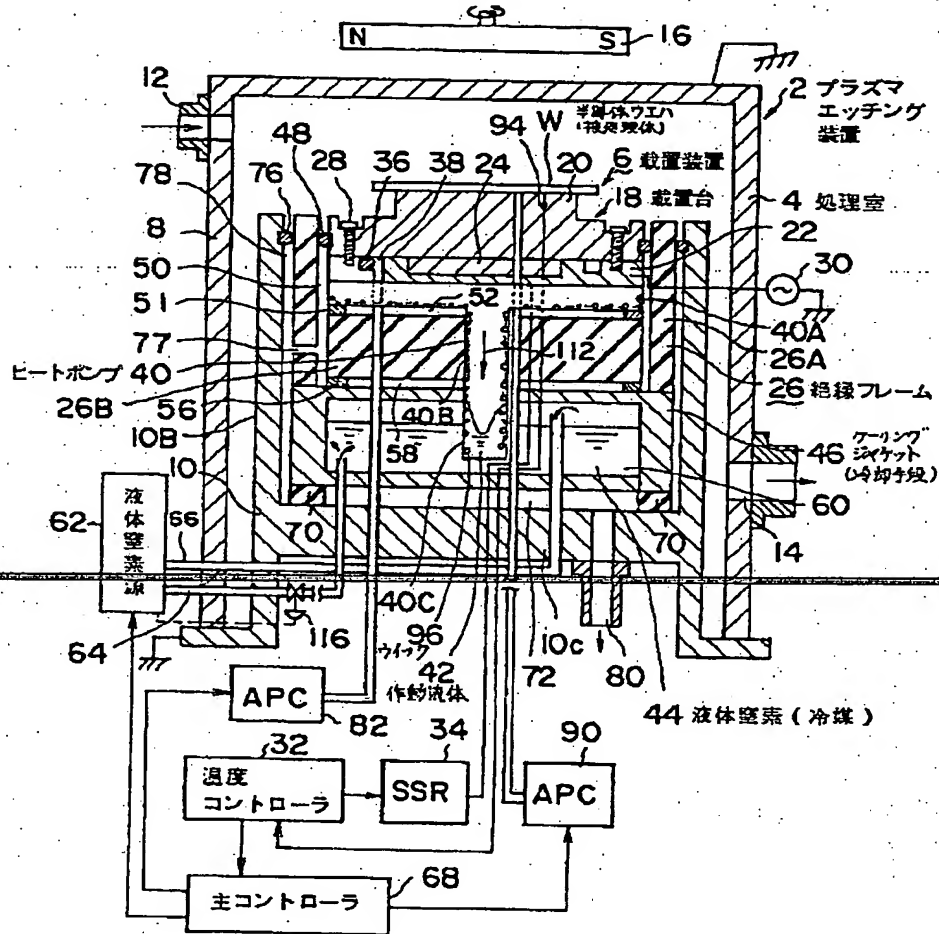 N S
16
12
2 プラズマ
エッチング
装置
半導体ウエハ
(被処理体)
94
W
48
28
36
38
24
6 載置装置
20
76
78
18 載置台
4 処理室
8
22
30
50
51
52
40A
77
112
26A
ヒートポンプ 40
26B
26 絶縁フレーム
56
40B
58
10B
46 クーリング
ジャケット
(冷却手段)
10
62
液体窒素源
66
70
70
60
14
64
116
40C
96
ウイック
42
作動流体
10c
72
80
44 液体窒素(冷媒)
APC
82
32
34
90
温度
コントローラ
SSR
APC
主コントローラ
68